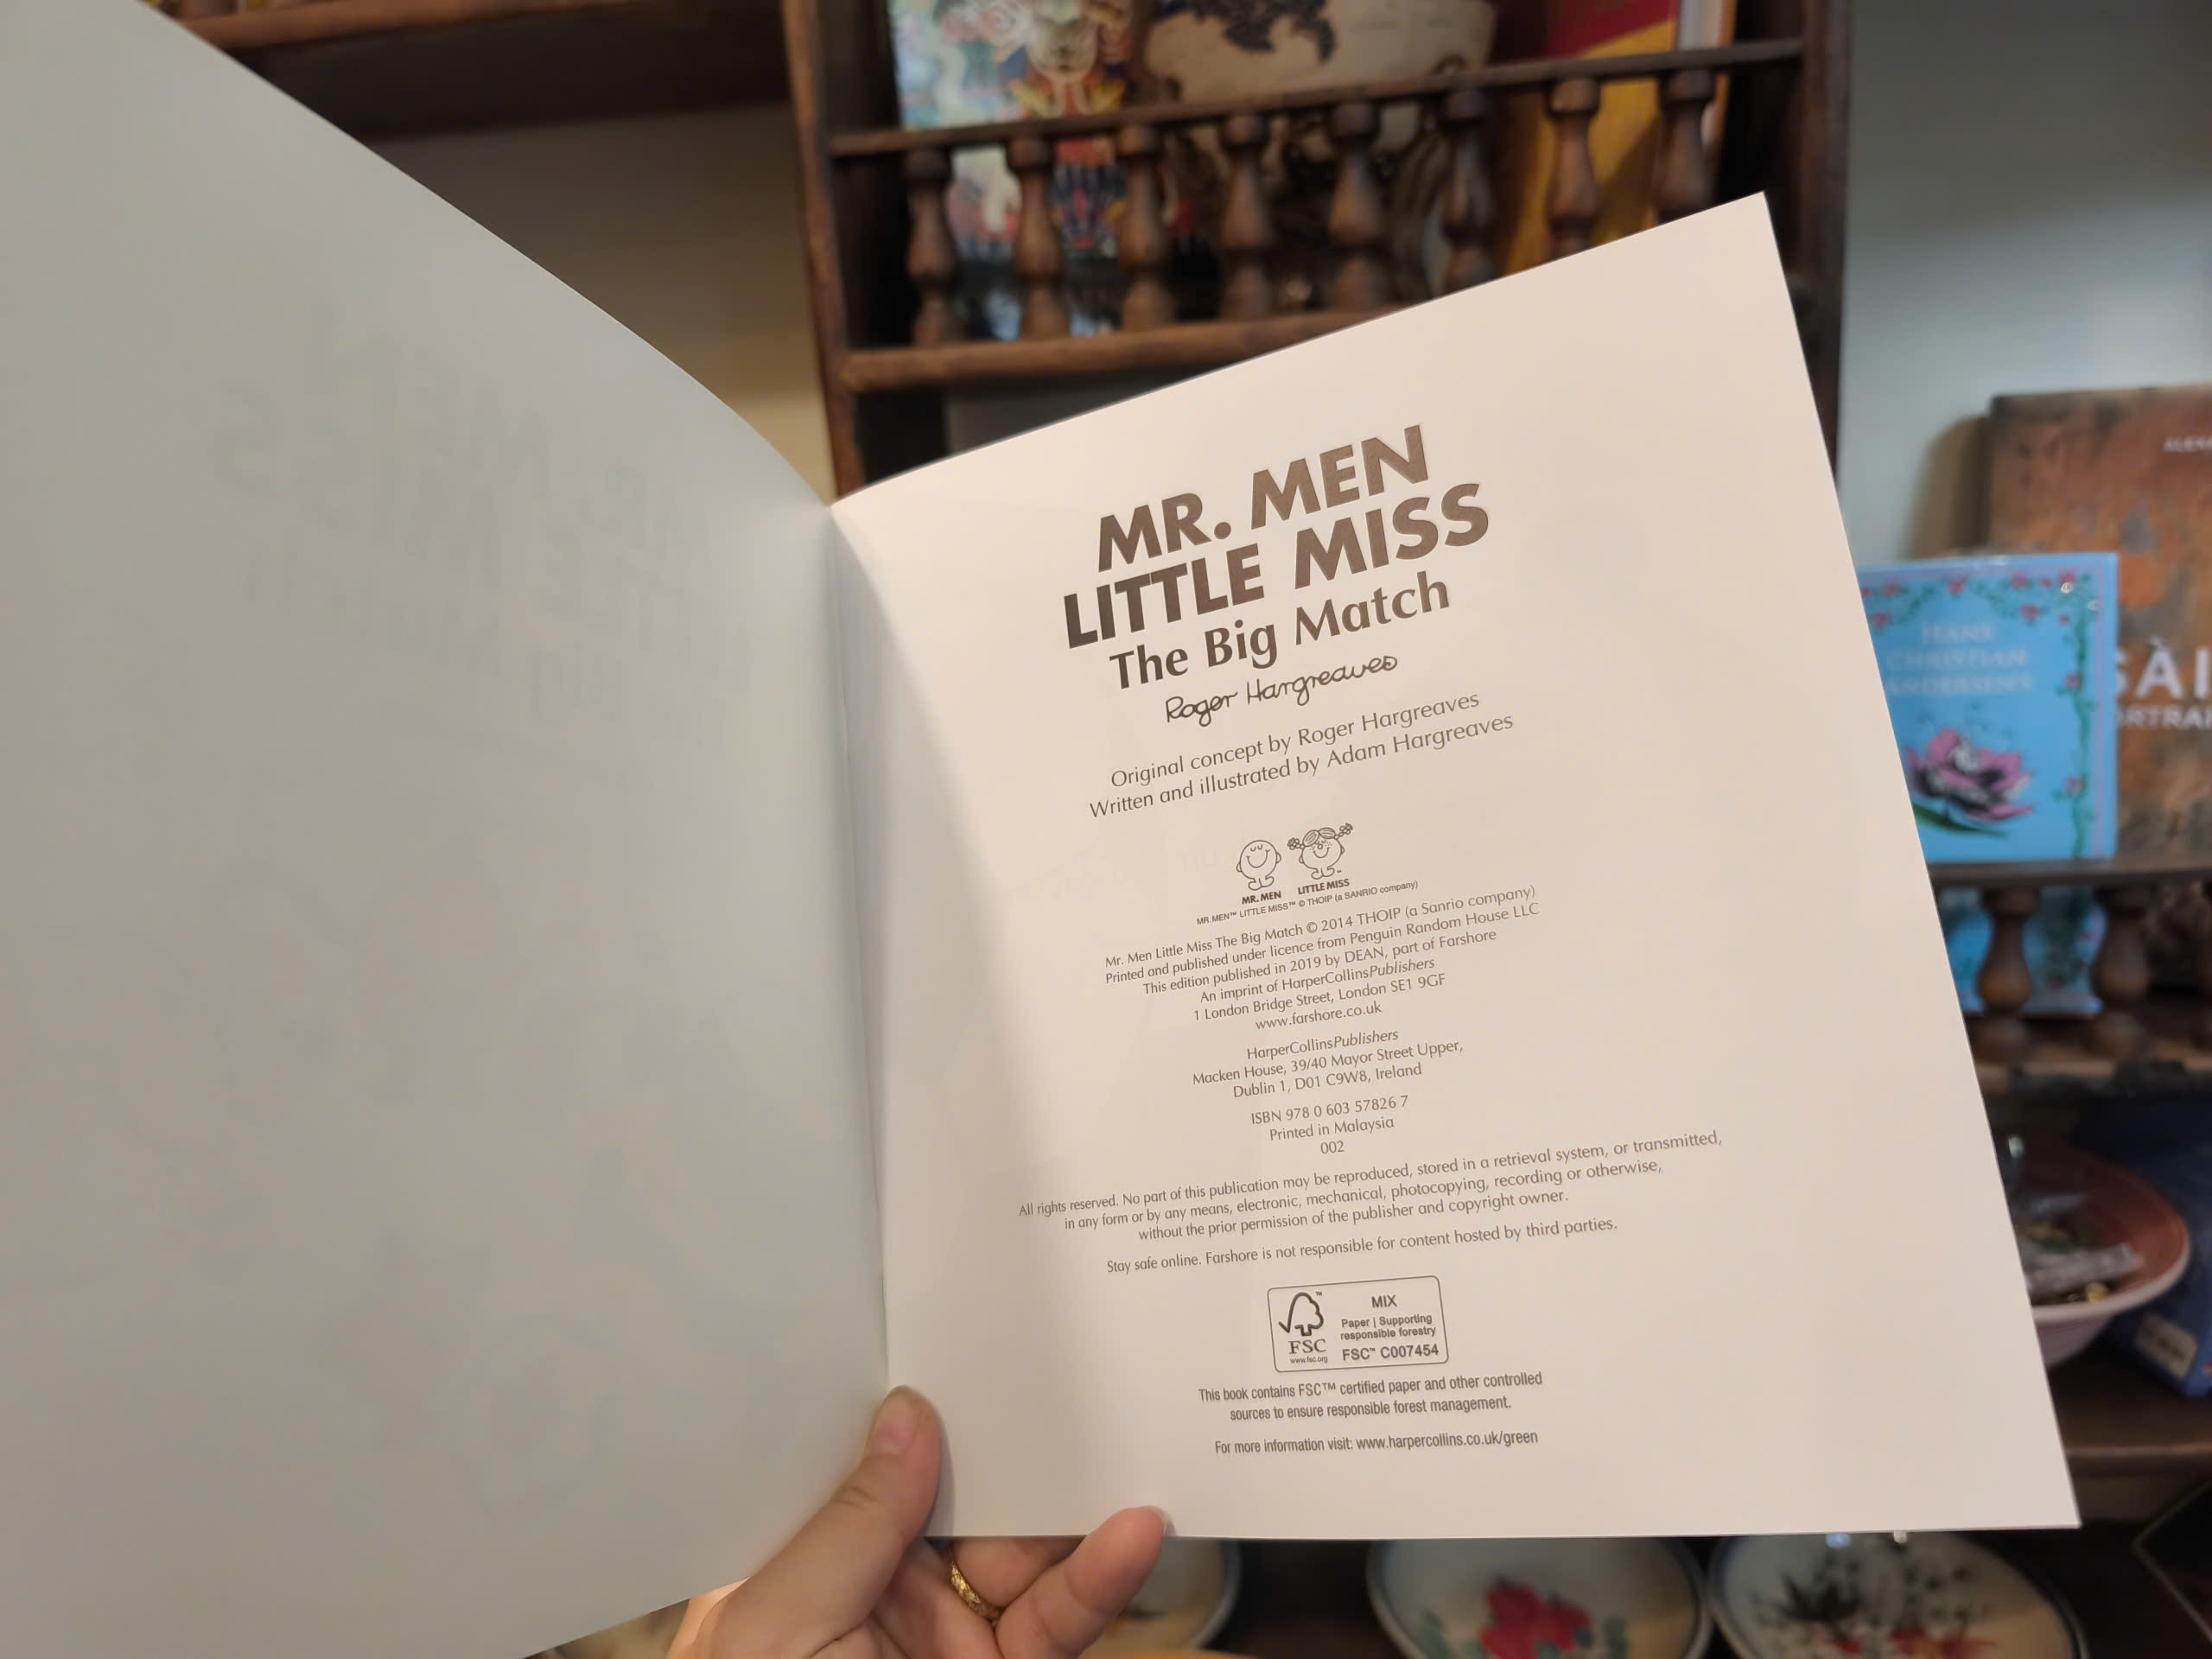 MR. MEN
LITTLE MISS
The Big Match
Roger Hargreaves
Original concept by Roger Hargreaves
Written and illustrated by Adam Hargreaves
MR. MEN LITTLE MISS™
MR. MEN™ LITTLE MISS™ © THOIP (a SANRIO company)
Mr. Men Little Miss The Big Match © 2014 THOIP (a Sanrio company)
Printed and published under licence from Penguin Random House LLC
This edition published in 2019 by DEAN, part of Farshore
An imprint of HarperCollinsPublishers
1 London Bridge Street, London SE1 9GF
www.farshore.co.uk
HarperCollinsPublishers
Macken House, 39/40 Mayor Street Upper,
Dublin 1, D01 C9W8, Ireland
ISBN 978 0 603 57826 7
Printed in Malaysia
002
All rights reserved. No part of this publication may be reproduced, stored in a retrieval system, or transmitted,
in any form or by any means, electronic, mechanical, photocopying, recording or otherwise,
without the prior permission of the publisher and copyright owner.
Stay safe online. Farshore is not responsible for content hosted by third parties.
FSC
www.fsc.org
MIX
Paper | Supporting
responsible forestry
FSC™ C007454
This book contains FSC™ certified paper and other controlled
sources to ensure responsible forest management.
For more information visit: www.harpercollins.co.uk/green
HANS
CHRISTIAN
ANDERSEN'S